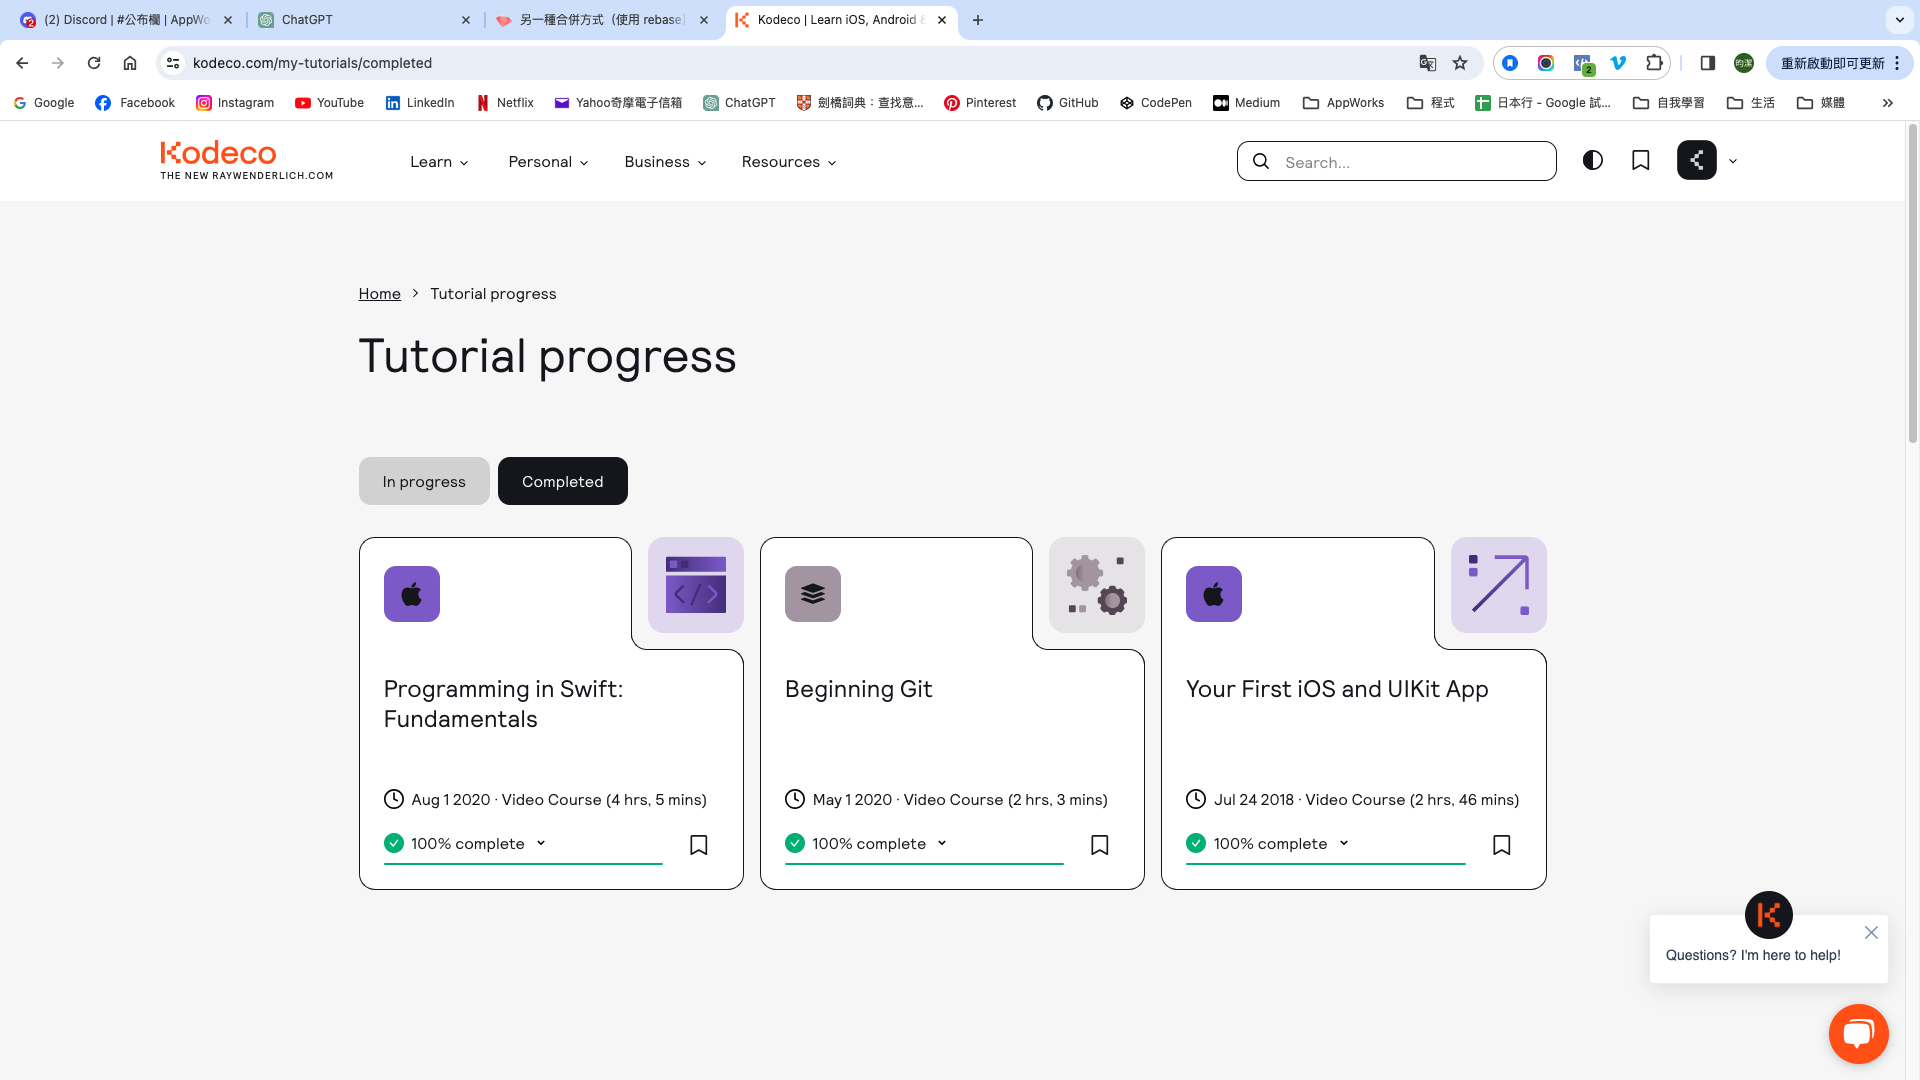 (2) Discord | #公布欄 | AppWo
ChatGPT
另一種合併方式（使用 rebase）
Kodeco | Learn iOS, Android &
kodeco.com/my-tutorials/completed
2
昀潔
重新啟動即可更新
Google
Facebook
Instagram
YouTube
LinkedIn
Netflix
Yahoo奇摩電子信箱
ChatGPT
劍橋詞典：查找意...
Pinterest
GitHub
CodePen
Medium
AppWorks
程式
日本行 - Google 試...
自我學習
生活
媒體
Kodeco
THE NEW RAYWENDERLICH.COM
Learn
Personal
Business
Resources
Search...
Home
Tutorial progress
Tutorial progress
In progress
Completed
Programming in Swift:
Fundamentals
Aug 1 2020 · Video Course (4 hrs, 5 mins)
100% complete
Beginning Git
May 1 2020 · Video Course (2 hrs, 3 mins)
100% complete
Your First iOS and UIKit App
Jul 24 2018 · Video Course (2 hrs, 46 mins)
100% complete
Questions? I'm here to help!